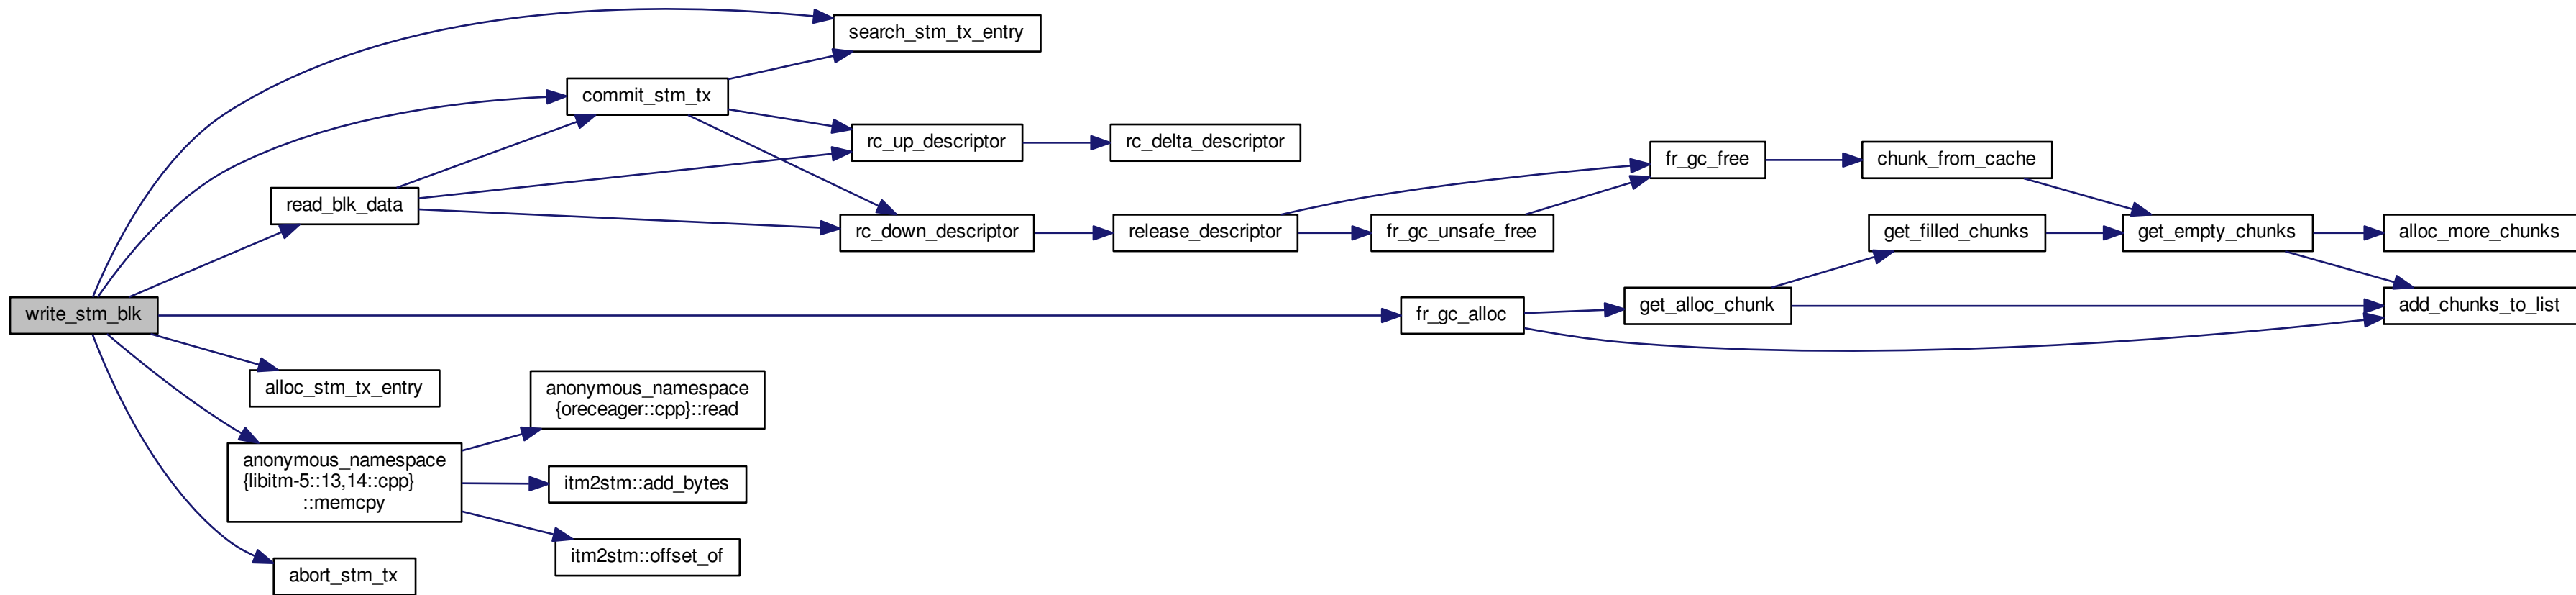 search_stm_tx_entry
commit_stm_tx
rc_up_descriptor
rc_delta_descriptor
fr_gc_free
chunk_from_cache
read_blk_data
rc_down_descriptor
release_descriptor
fr_gc_unsafe_free
get_filled_chunks
get_empty_chunks
alloc_more_chunks
write_stm_blk
fr_gc_alloc
get_alloc_chunk
add_chunks_to_list
alloc_stm_tx_entry
anonymous_namespace
{oreceager::cpp}::read
anonymous_namespace
{libitm-5::13,14::cpp}
::memcpy
itm2stm::add_bytes
itm2stm::offset_of
abort_stm_tx